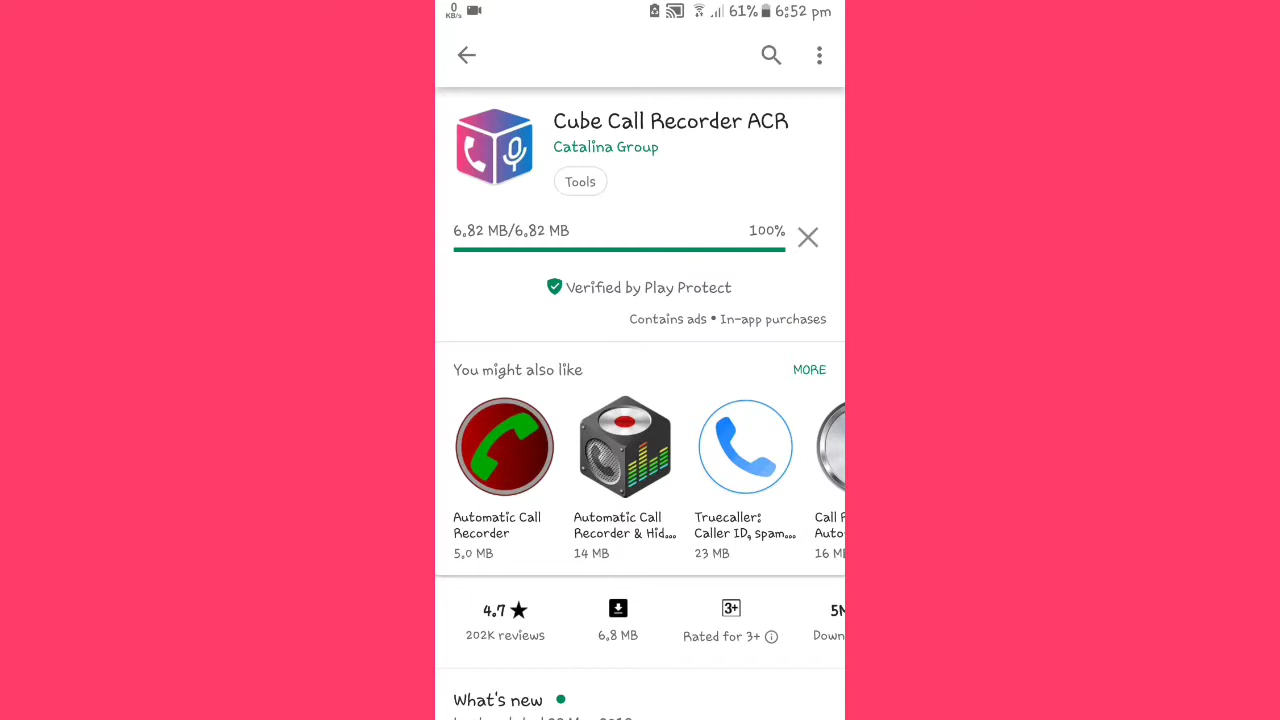 0
KB/s
61% 6:52 pm
Cube Call Recorder ACR
Catalina Group
Tools
6.82 MB/6.82 MB 100%
Verified by Play Protect
Contains ads • In-app purchases
You might also like MORE
Automatic Call
Recorder
5.0 MB
Automatic Call
Recorder & Hid...
14 MB
Truecaller:
Caller ID, spam...
23 MB
Call
Auto
16 M
4.7 ★
202K reviews
6.8 MB
3+
Rated for 3+
5M
Down
What's new